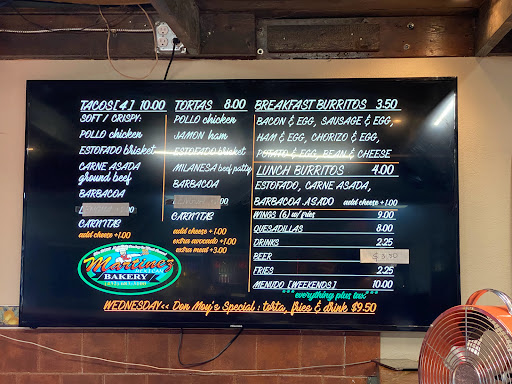 TACOS [4] 10.00
SOFT / CRISPY:
POLLO chicken
ESTOFADO brisket
CARNE ASADA
ground beef
BARBACOA
CARNITAS
add cheese +1.00
TORTAS 8.00
POLLO chicken
JAMON ham
ESTOFADO brisket
MILANESA beef patty
BARBACOA
CARNITAS
add cheese +1.00
extra avocado +1.00
extra meat +3.00
BREAKFAST BURRITOS 3.50
BACON & EGG, SAUSAGE & EGG,
HAM & EGG, CHORIZO & EGG,
POTATO & EGG, BEAN & CHEESE
LUNCH BURRITOS 4.00
ESTOFADO, CARNE ASADA,
BARBACOA ASADO add cheese +1.00
WINGS (6) w/ fries 9.00
QUESADILLAS 8.00
DRINKS 2.25
BEER
FRIES 2.25
MENUDO [WEEKENDS] 10.00
***everything plus tax***
Martinez
BAKERY
WEDNESDAY<< Don May's Special : torta, fries & drink $9.50